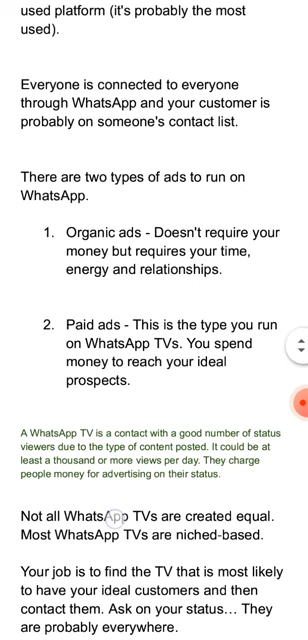 used platform (it's probably the most
used).
Everyone is connected to everyone
through WhatsApp and your customer is
probably on someone's contact list.
There are two types of ads to run on
WhatsApp.
1. Organic ads - Doesn't require your
money but requires your time,
energy and relationships.
2. Paid ads - This is the type you run
on WhatsApp TVs. You spend
money to reach your ideal
prospects.
A WhatsApp TV is a contact with a good number of status
viewers due to the type of content posted. It could be at
least a thousand or more views per day. They charge
people money for advertising on their status.
Not all WhatsApp TVs are created equal.
Most WhatsApp TVs are niched-based.
Your job is to find the TV that is most likely
to have your ideal customers and then
contact them. Ask on your status... They
are probably everywhere.